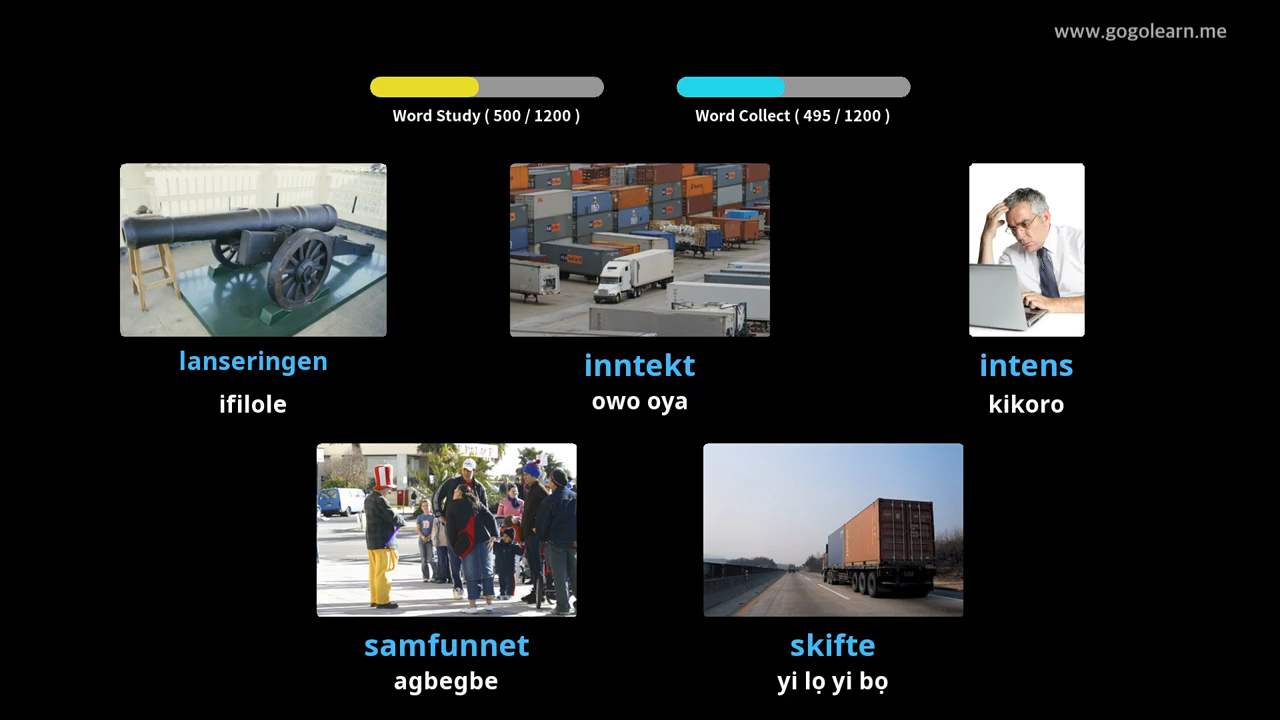 www.gogolearn.me
Word Study ( 500 / 1200 )
Word Collect ( 495 / 1200 )
lanseringen
ifilole
inntekt
owo oya
intens
kikoro
samfunnet
agbegbe
skifte
yi lọ yi bọ